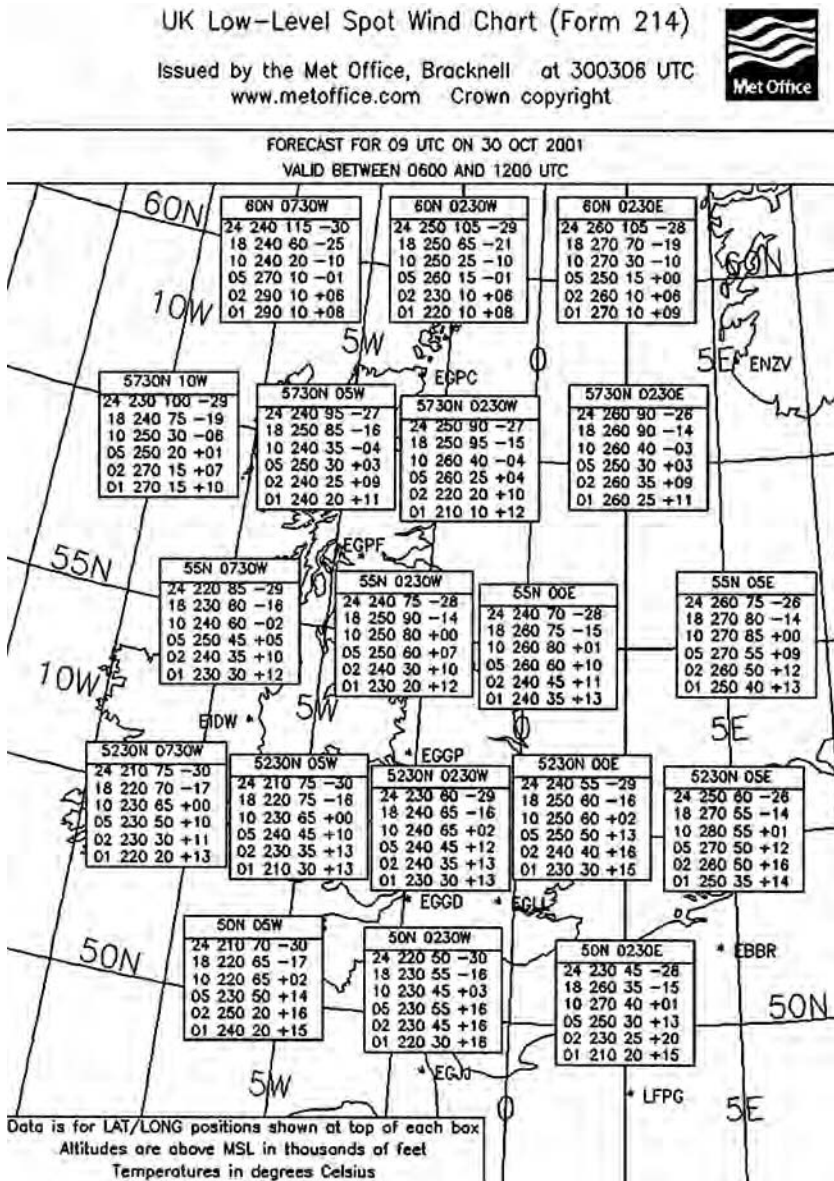 UK Low-Level Spot Wind Chart (Form 214)
Issued by the Met Office, Bracknell at 300306 UTC
www.metoffice.com Crown copyright
Met Office
FORECAST FOR 09 UTC ON 30 OCT 2001
VALID BETWEEN 0600 AND 1200 UTC
60N
60N 0730W
24 240 115 -30
18 240 60 -25
10 240 20 -10
05 270 10 -01
02 290 10 +06
01 290 10 +08
60N 0230W
24 250 105 -29
18 250 65 -21
10 250 25 -10
05 260 15 -01
02 230 10 +06
01 220 10 +08
60N 0230E
24 260 105 -28
18 270 70 -19
10 270 30 -10
05 250 15 +00
02 260 10 +06
01 270 10 +09
60N
10W
5W
0
5E
ENZV
EGPC
5730N 10W
24 230 100 -29
18 240 75 -19
10 250 30 -06
05 250 20 +01
02 270 15 +07
01 270 15 +10
5730N 05W
24 240 95 -27
18 250 85 -16
10 240 35 -04
05 250 30 +03
02 240 25 +09
01 240 20 +11
5730N 0230W
24 250 90 -27
18 250 95 -15
10 260 40 -04
05 260 25 +04
02 220 20 +10
01 210 10 +12
5730N 0230E
24 260 90 -26
18 260 90 -14
10 260 40 -03
05 250 30 +03
02 260 35 +09
01 260 25 +11
EGPF
55N
55N 0730W
24 220 85 -29
18 230 80 -16
10 240 60 -02
05 250 45 +05
02 240 35 +10
01 230 30 +12
55N 0230W
24 240 75 -28
18 250 90 -14
10 250 80 +00
05 250 60 +07
02 240 30 +10
01 230 20 +12
55N 00E
24 240 70 -28
18 260 75 -15
10 260 80 +01
05 260 60 +10
02 240 45 +11
01 240 35 +13
55N 05E
24 260 75 -26
18 270 80 -14
10 270 85 +00
05 270 55 +09
02 260 50 +12
01 250 40 +13
10W
EIDW
5W
0
5E
EGGP
5230N 0730W
24 210 75 -30
18 220 70 -17
10 230 65 +00
05 230 50 +10
02 230 30 +11
01 220 20 +13
5230N 05W
24 210 75 -30
18 220 75 -16
10 230 65 +00
05 240 45 +10
02 230 35 +13
01 210 30 +13
5230N 0230W
24 230 60 -29
18 240 65 -16
10 240 65 +02
05 240 45 +12
02 240 35 +13
01 230 30 +13
5230N 00E
24 240 55 -29
18 250 60 -16
10 250 60 +02
05 250 50 +13
02 240 40 +16
01 230 30 +15
5230N 05E
24 250 60 -26
18 270 55 -14
10 280 55 +01
05 270 50 +12
02 260 50 +16
01 250 35 +14
EGGD
EGLL
50N
50N 05W
24 210 70 -30
18 220 65 -17
10 220 65 +02
05 230 50 +14
02 250 20 +16
01 240 20 +15
50N 0230W
24 220 50 -30
18 230 55 -16
10 230 45 +03
05 230 55 +16
02 230 45 +16
01 220 30 +16
50N 0230E
24 230 45 -28
18 260 35 -15
10 270 40 +01
05 250 30 +13
02 230 25 +20
01 210 20 +15
EBBR
50N
5W
EGJJ
0
LFPG
5E
Data is for LAT/LONG positions shown at top of each box
Altitudes are above MSL in thousands of feet
Temperatures in degrees Celsius